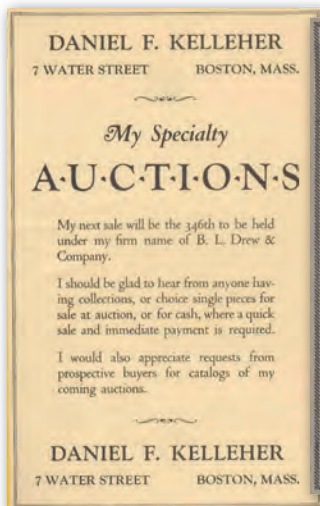 DANIEL F. KELLEHER
7 WATER STREET BOSTON, MASS.
My Specialty
A·U·C·T·I·O·N·S
My next sale will be the 346th to be held
under my firm name of B. L. Drew &
Company.
I should be glad to hear from anyone hav-
ing collections, or choice single pieces for
sale at auction, or for cash, where a quick
sale and immediate payment is required.
I would also appreciate requests from
prospective buyers for catalogs of my
coming auctions.
DANIEL F. KELLEHER
7 WATER STREET BOSTON, MASS.